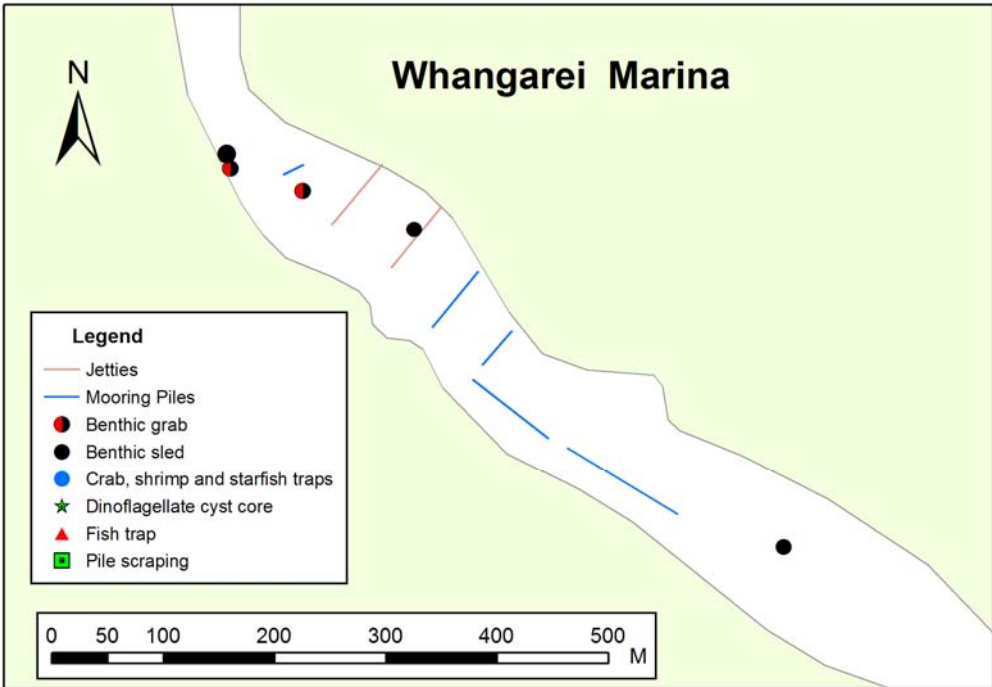 Whangarei Marina
N
Legend
Jetties
Mooring Piles
Benthic grab
Benthic sled
Crab, shrimp and starfish traps
Dinoflagellate cyst core
Fish trap
Pile scraping
0 50 100 200 300 400 500
M